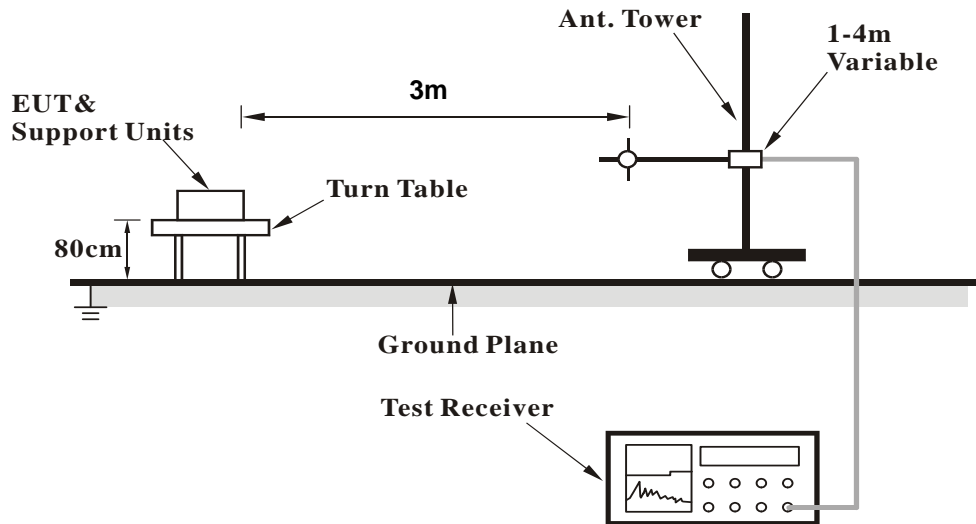 Ant. Tower
1-4m
Variable
3m
EUT&
Support Units
Turn Table
80cm
Ground Plane
Test Receiver